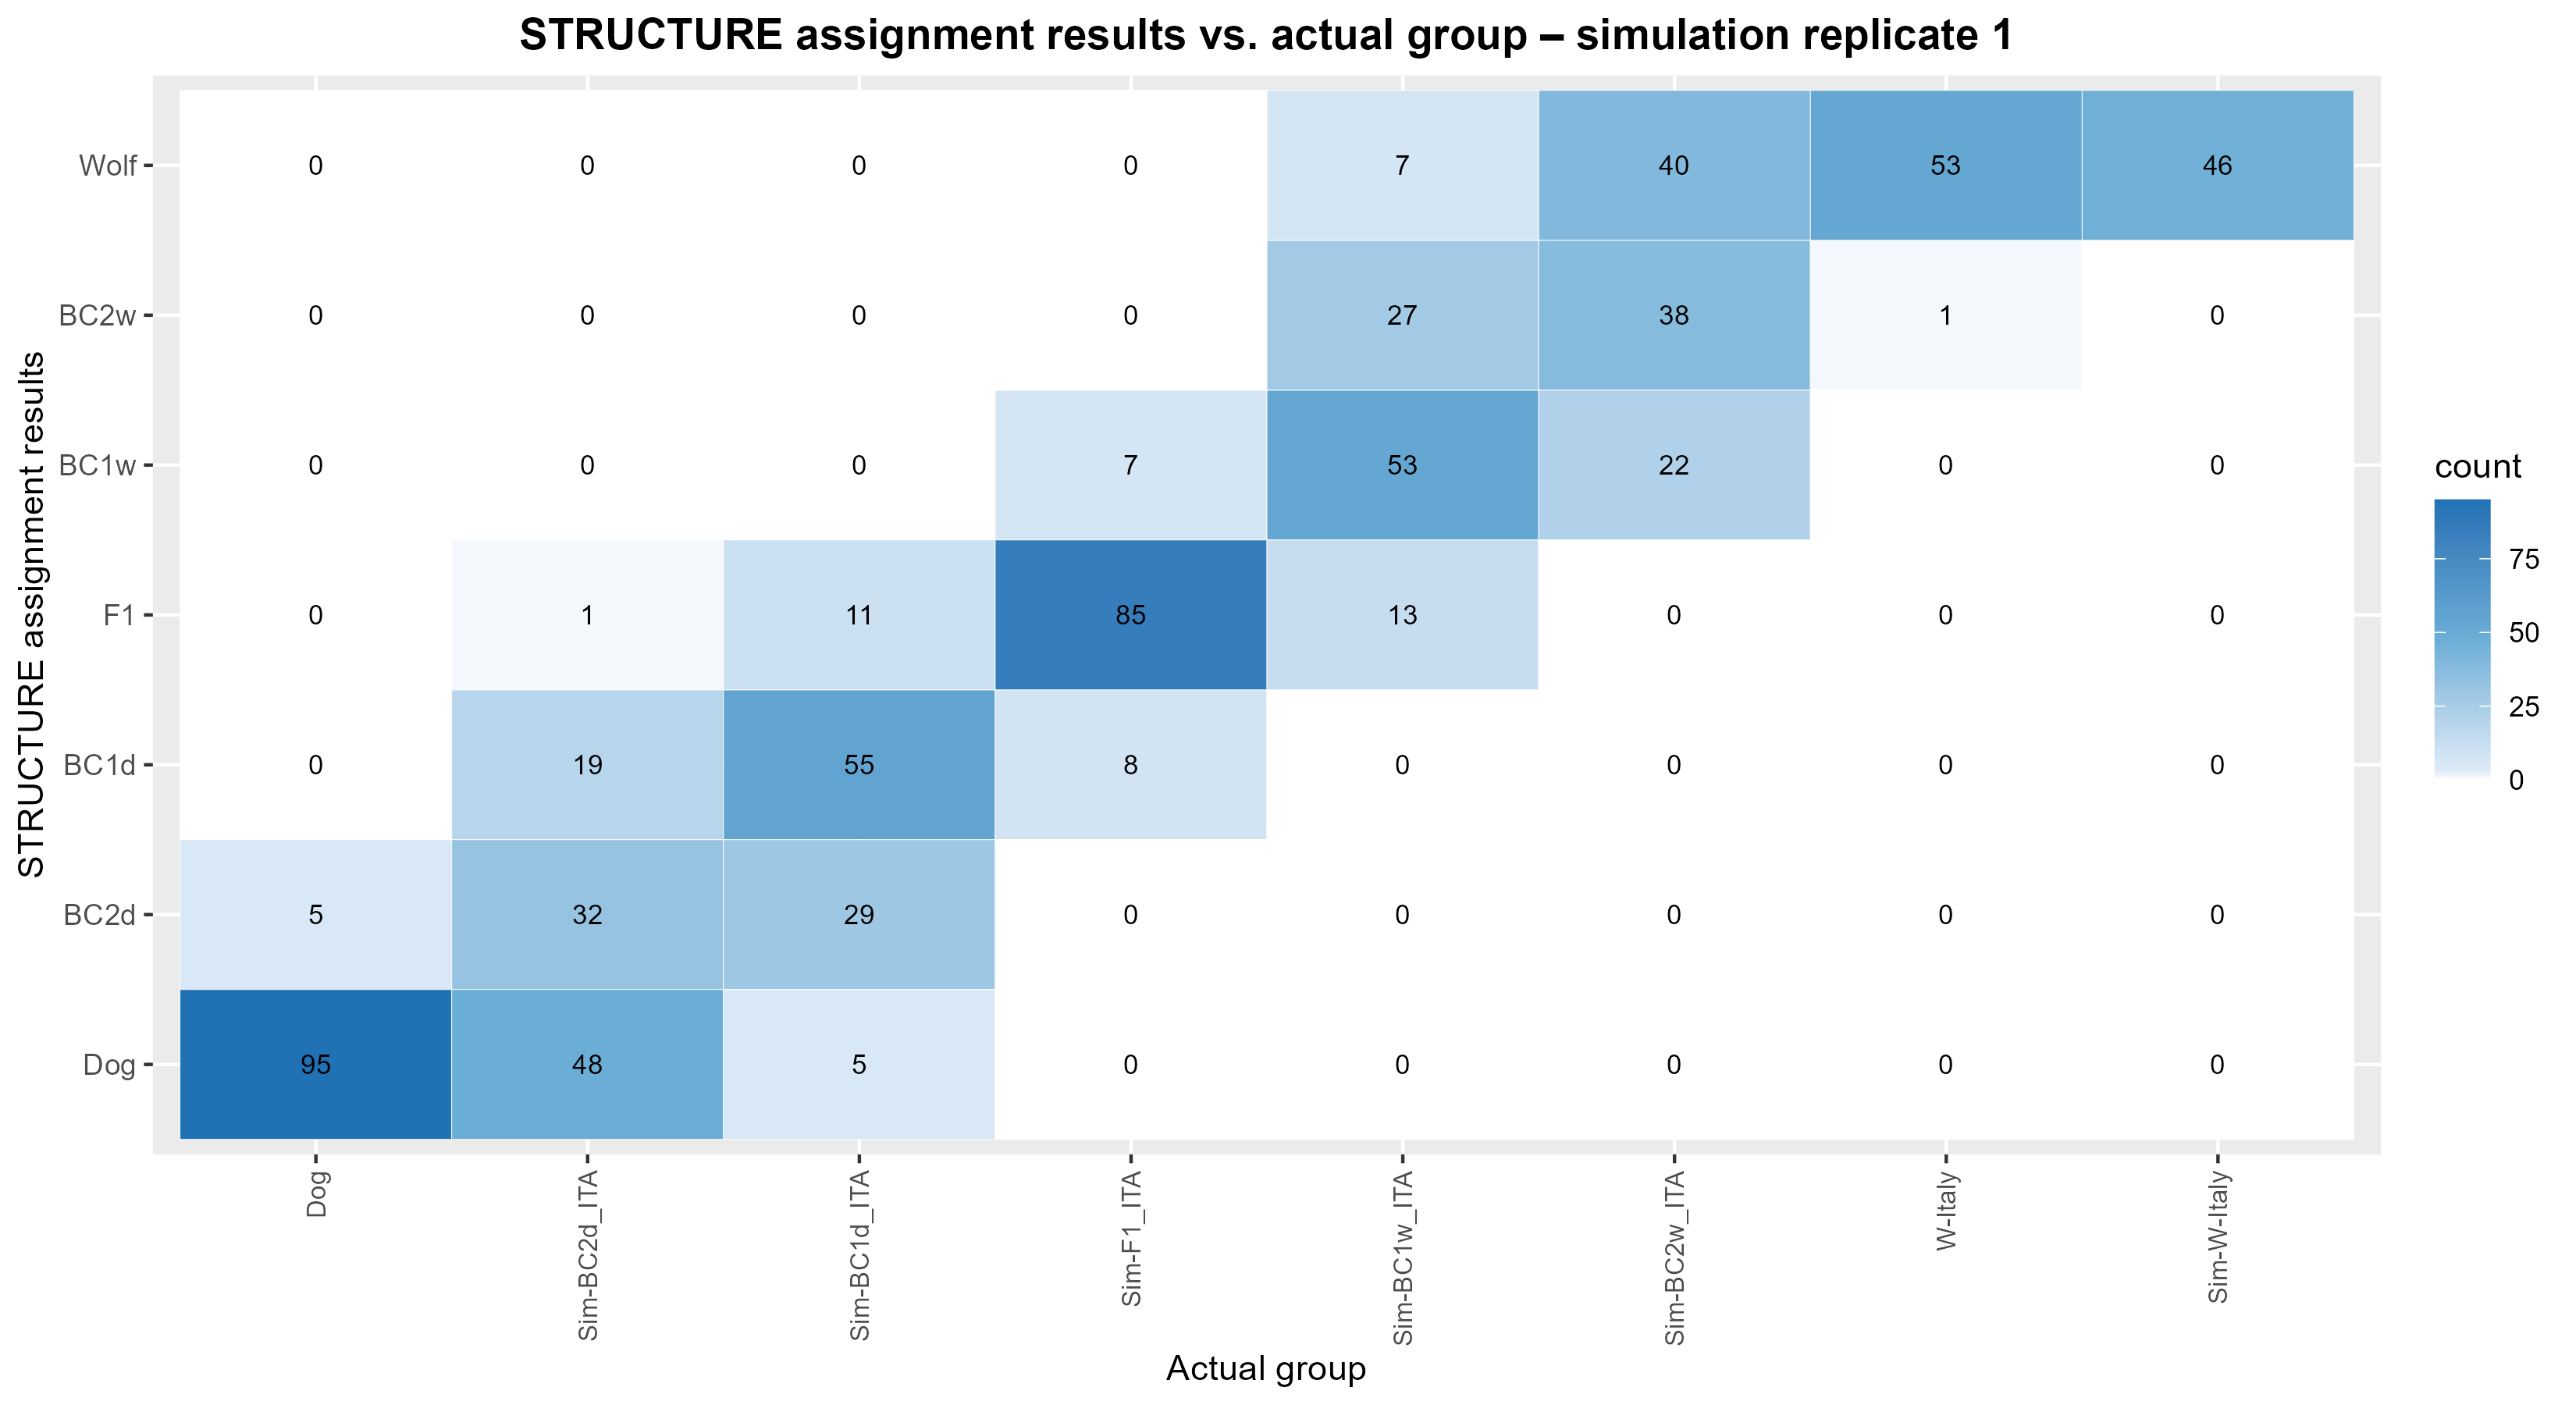 STRUCTURE assignment results vs. actual group – simulation replicate 1
STRUCTURE assignment results
Wolf 0 0 0 0 7 40 53 46
BC2w 0 0 0 0 27 38 1 0
BC1w 0 0 0 7 53 22 0 0
F1 0 1 11 85 13 0 0 0
BC1d 0 19 55 8 0 0 0 0
BC2d 5 32 29 0 0 0 0 0
Dog 95 48 5 0 0 0 0 0
Dog
Sim-BC2d_ITA
Sim-BC1d_ITA
Sim-F1_ITA
Sim-BC1w_ITA
Sim-BC2w_ITA
W-Italy
Sim-W-Italy
Actual group
count
75
50
25
0